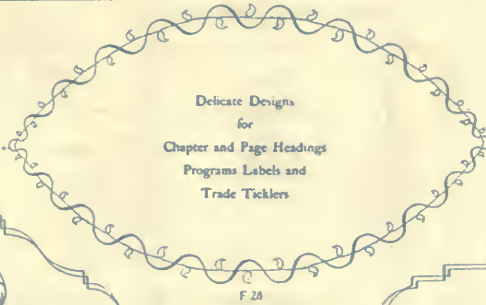 Delicate Designs
for
Chapter and Page Headings
Programs Labels and
Trade Ticklers
F 28